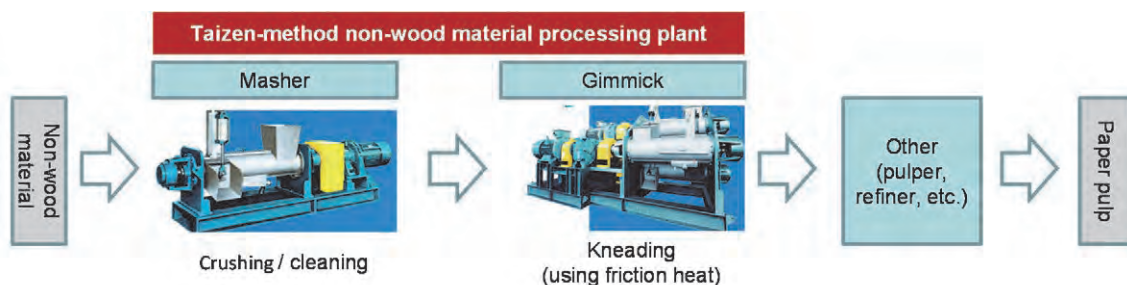 Taizen-method non-wood material processing plant
Masher
Gimmick
Non-wood
material
Other
(pulper,
refiner, etc.)
Paper pulp
Crushing / cleaning
Kneading
(using friction heat)